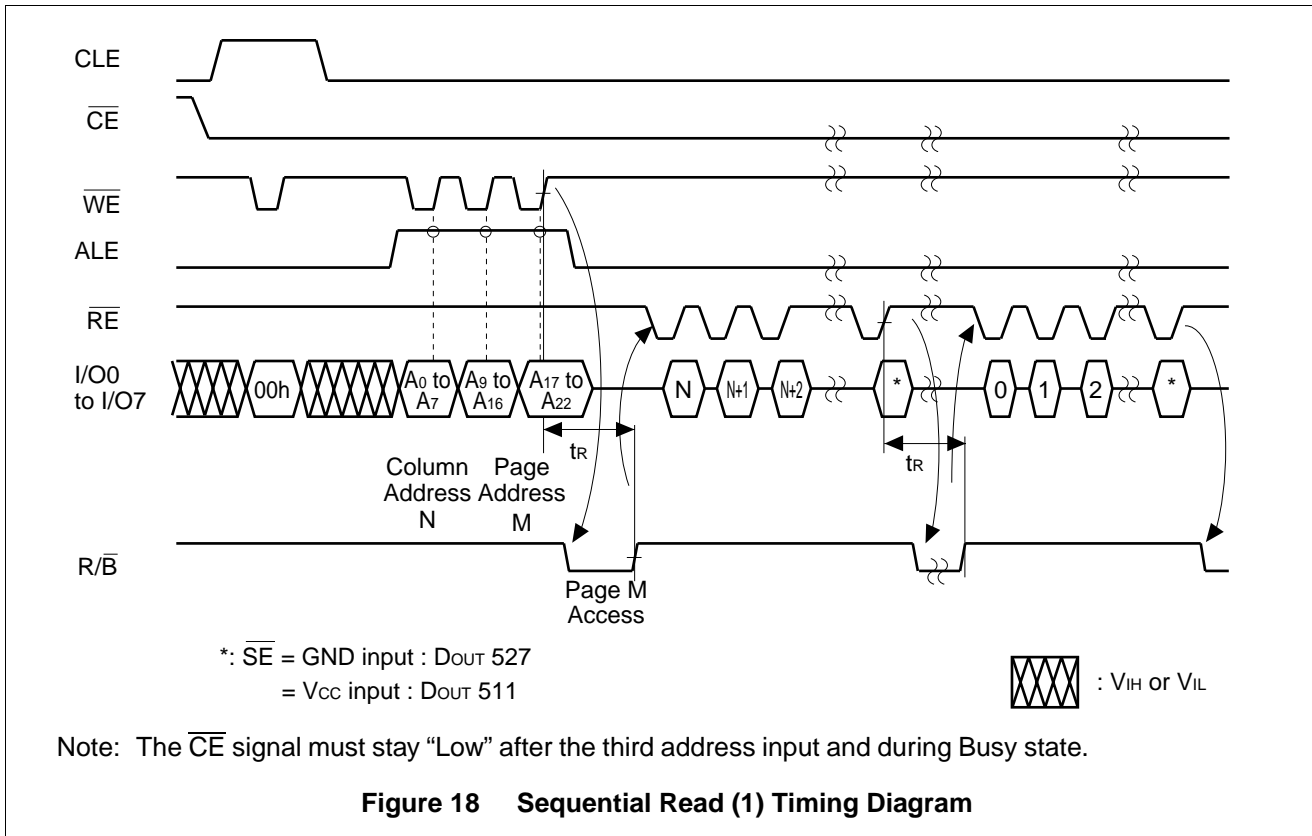 CLE
CE
WE
ALE
RE
I/O0
to I/O7
00h
A0 to
A7
A9 to
A16
A17 to
A22
N
N+1
N+2
*
0
1
2
*
tR
tR
Column
Address
N
Page
Address
M
R/B
Page M
Access
*: SE = GND input : DOUT 527
= VCC input : DOUT 511
: VIH or VIL
Note: The CE signal must stay “Low” after the third address input and during Busy state.
Figure 18 Sequential Read (1) Timing Diagram